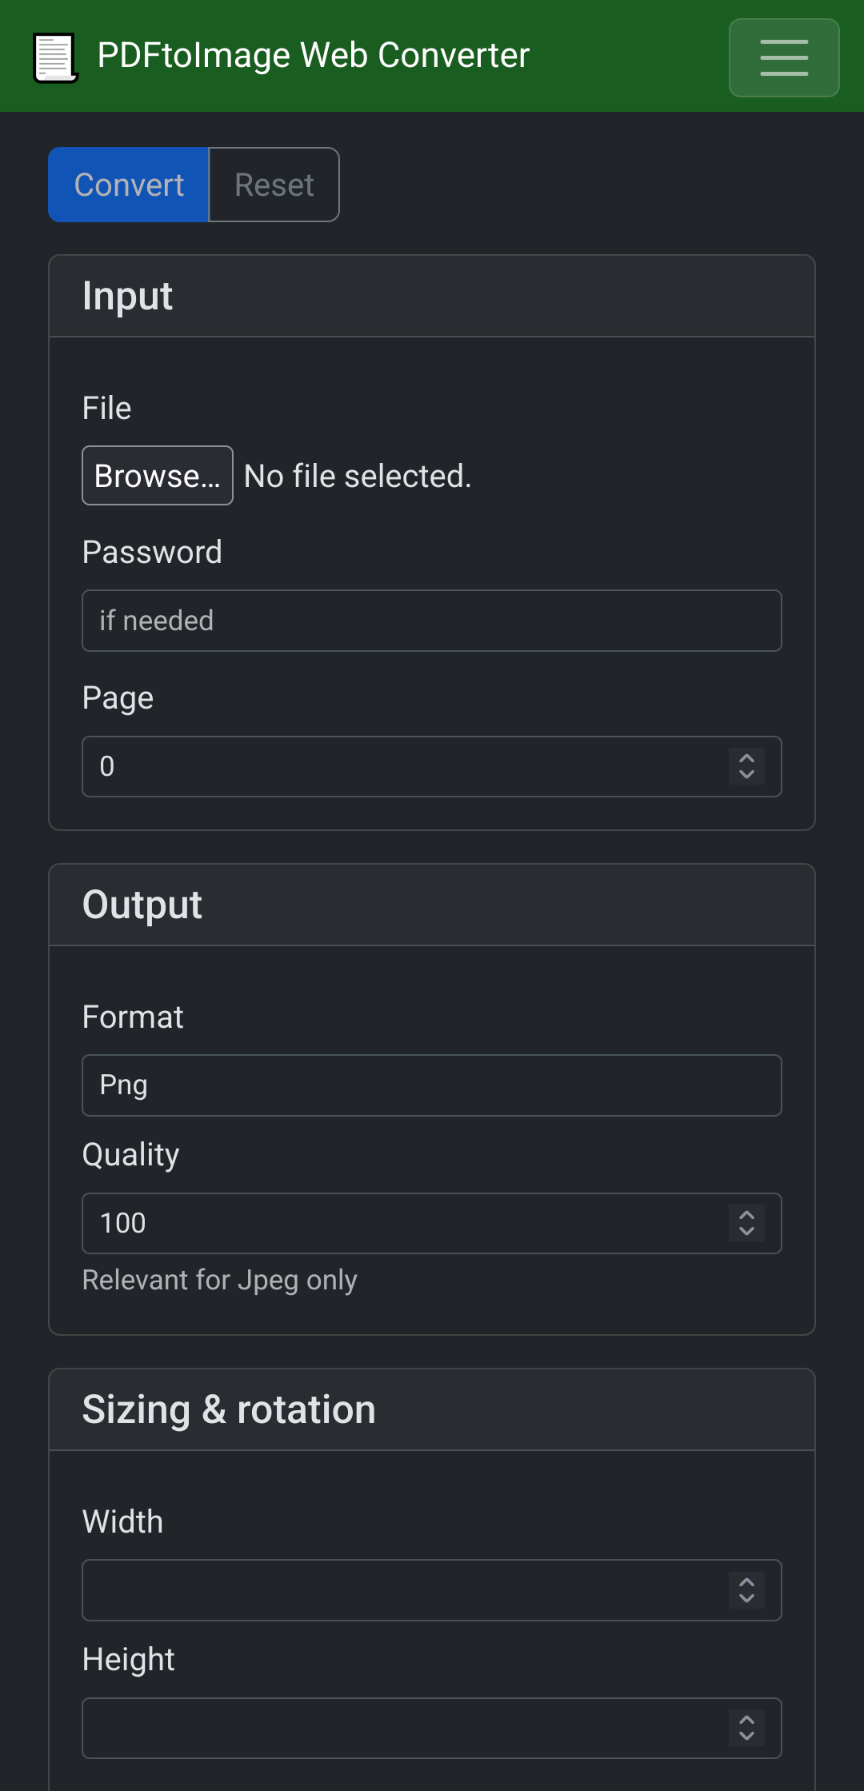 PDFtoImage Web Converter
Convert
Reset
Input
File
Browse... No file selected.
Password
if needed
Page
0
Output
Format
Png
Quality
100
Relevant for Jpeg only
Sizing & rotation
Width
Height